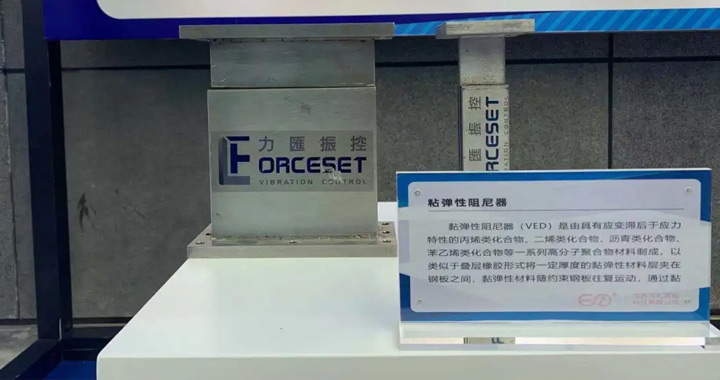 力匯振控
FORCESET
VIBRATION CONTROL
匯振控
RCESET
CONTROL
粘弹性阻尼器
黏弹性阻尼器（VED）是由具有应变滞后于应力
特性的丙烯类化合物、二烯类化合物、沥青类化合物、
苯乙烯类化合物等一系列高分子聚合物材料制成，以
类似于叠层橡胶形式将一定厚度的黏弹性材料层夹在
钢板之间，黏弹性材料随约束钢板往复运动，通过黏